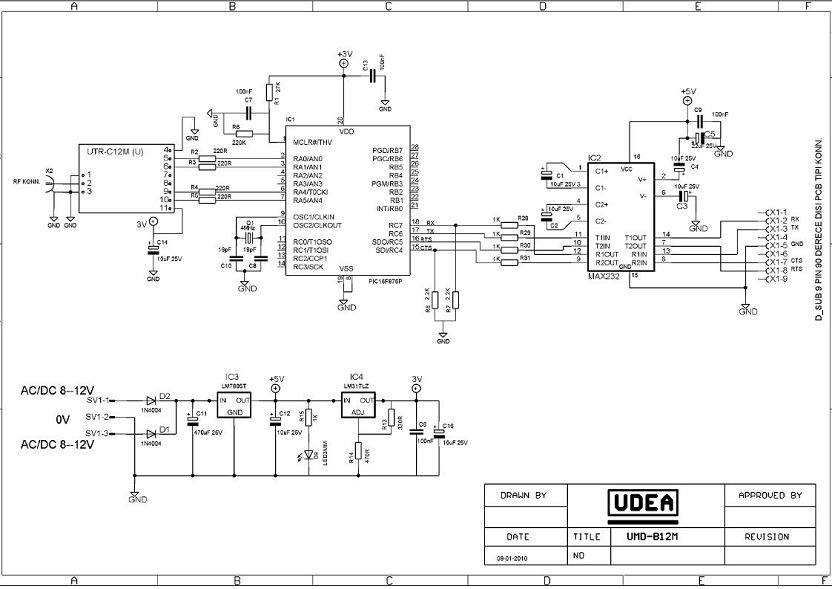 A B C D E F
+3V
C13
100nF
GND
100nF
C7
R1 27K
GND
R6
220K
IC1
20
VDD
MCLR#/THV
RA0/AN0
RA1/AN1
RA2/AN2
RA3/AN3
RA4/T0CKI
RA5/AN4
OSC1/CLKIN
OSC2/CLKOUT
RC0/T1OSO
RC1/T1OSI
RC2/CCP1
RC3/SCK
PGD/RB7
PGC/RB6
RB5
RB4
PGM/RB3
RB2
RB1
INT/RB0
RC7
RC6
SDO/RC5
SDI/RC4
VSS
PIC16F876P
GND
28
27
26
25
24
23
22
21
18 RX
17 TX
16 RTS
15 CTS
UTR-C12M (U)
X2
RF KONN.
1
2
3
4
5
6
7
8
9
10
11
GND
GND
GND
R2 220R
R3 220R
R4 220R
R5 220R
3V
C14
10uF 25V
GND
4MHz
18pF 18pF
C10 C8
GND
R8 2.2K
R7 2.2K
GND
1K R28
1K R29
1K R30
1K R31
C1
10uF 25V
10uF 25V
C2
IC2
16
VCC
C1+
C1-
C2+
C2-
V+
V-
T1IN
T2IN
R1OUT
R2OUT
T1OUT
T2OUT
R1IN
R2IN
GND
15
MAX232
1
3
4
5
11
10
12
9
2
6
14
7
13
8
+5V
C9
100nF
C5
GND
10uF 25V
C4
10uF 25V
C3
GND
X1-1
X1-2 RX
X1-3 TX
X1-4
X1-5 GND
X1-6
X1-7 CTS
X1-8 RTS
X1-9
GND
D_SUB 9 PIN 90 DERECE DISI PCB TIPI KONN.
AC/DC 8--12V
SV1-1
D2
1N4004
0V
SV1-2
AC/DC 8--12V
SV1-3
D1
1N4004
GND
IC3
LM7805T
IN OUT
GND
C11
470uF 25V
+5V
C12
10uF 25V
R15
1K
IC4
LM317LZ
IN OUT
ADJ
R13
330R
R14
470R
3V
C6
100nF
C16
10uF 25V
DRAWN BY
UDEA
APPROVED BY
DATE
TITLE UMD-B12M
REVISION
08-01-2010
NO
A B C D E F